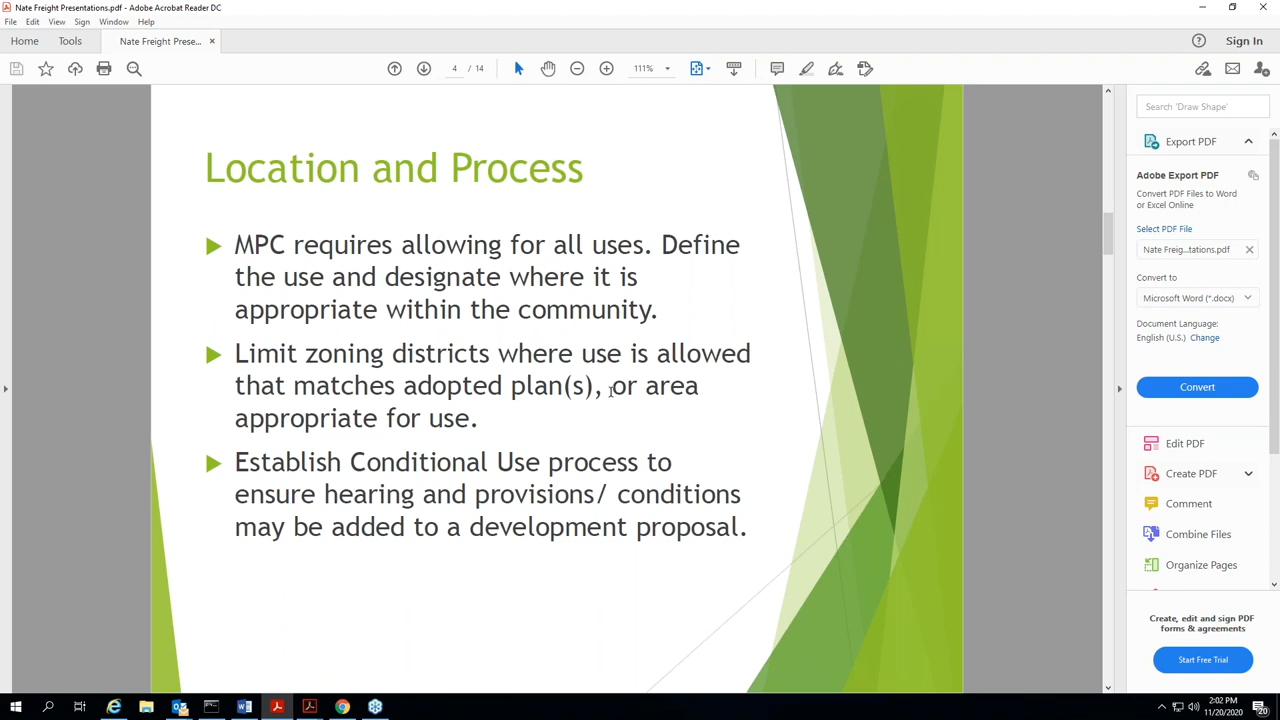 Nate Freight Presentations.pdf - Adobe Acrobat Reader DC
File Edit View Sign Window Help
Home Tools Nate Freight Prese... × Sign In
4 / 14 111%
Location and Process
MPC requires allowing for all uses. Define
the use and designate where it is
appropriate within the community.
Limit zoning districts where use is allowed
that matches adopted plan(s), or area
appropriate for use.
Establish Conditional Use process to
ensure hearing and provisions/ conditions
may be added to a development proposal.
Search 'Draw Shape'
Export PDF
Adobe Export PDF
Convert PDF Files to Word
or Excel Online
Select PDF File
Nate Freig...tations.pdf
Convert to
Microsoft Word (*.docx)
Document Language:
English (U.S.) Change
Convert
Edit PDF
Create PDF
Comment
Combine Files
Organize Pages
Create, edit and sign PDF
forms & agreements
Start Free Trial
2:02 PM
11/20/2020
20